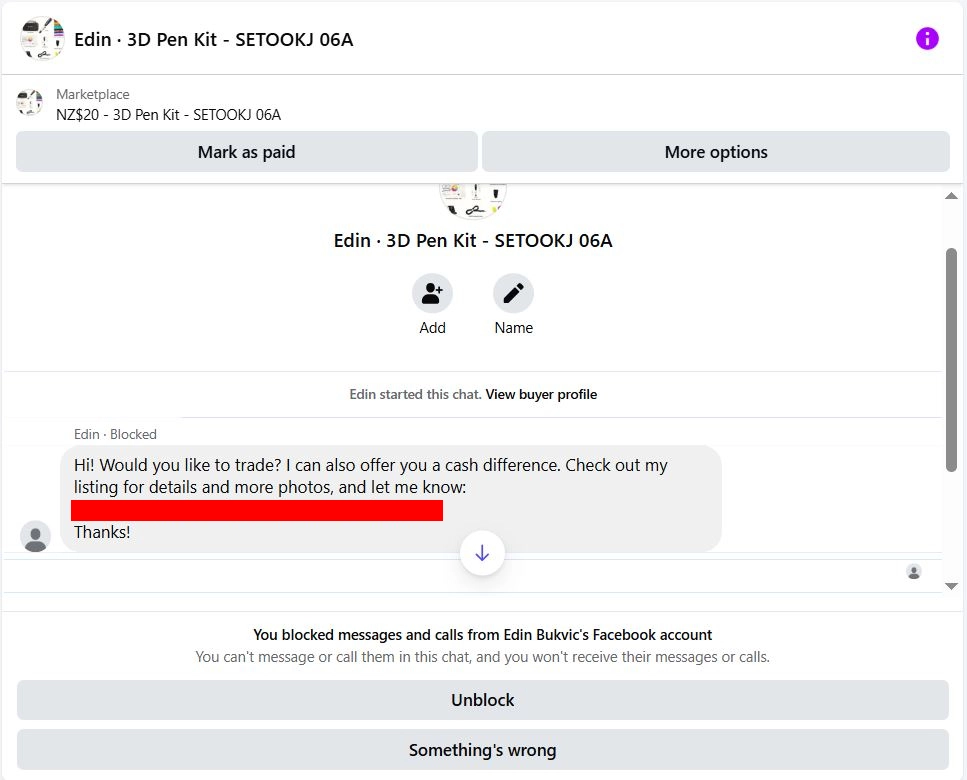 Edin · 3D Pen Kit - SETOOKJ 06A
Marketplace
NZ$20 - 3D Pen Kit - SETOOKJ 06A
Mark as paid
More options
Edin · 3D Pen Kit - SETOOKJ 06A
Add
Name
Edin started this chat. View buyer profile
Edin · Blocked
Hi! Would you like to trade? I can also offer you a cash difference. Check out my
listing for details and more photos, and let me know:
Thanks!
You blocked messages and calls from Edin Bukvic's Facebook account
You can't message or call them in this chat, and you won't receive their messages or calls.
Unblock
Something's wrong